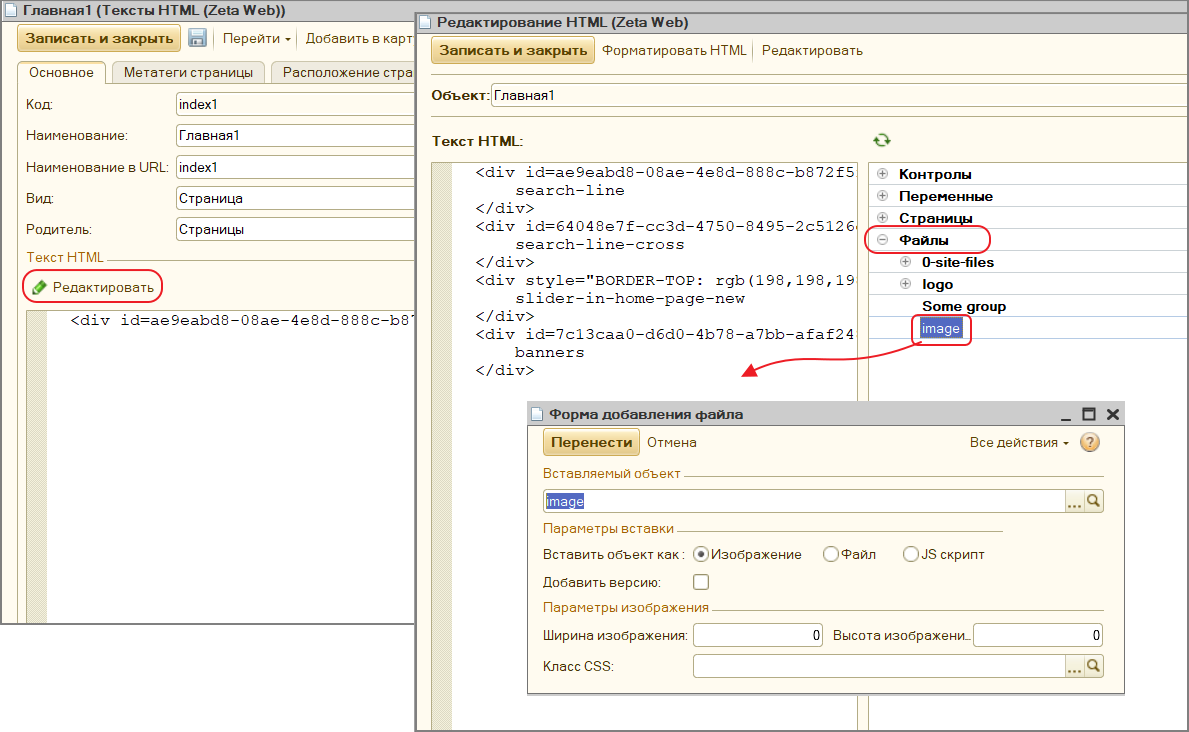 Главная1 (Тексты HTML (Zeta Web))
Записать и закрыть
Перейти
Добавить в карт
Основное
Метатеги страницы
Расположение стра
Код:
index1
Наименование:
Главная1
Наименование в URL:
index1
Вид:
Страница
Родитель:
Страницы
Текст HTML
Редактировать
<div id=ae9eabd8-08ae-4e8d-888c-b87
Редактирование HTML (Zeta Web)
Записать и закрыть
Форматировать HTML
Редактировать
Объект:
Главная1
Текст HTML:
<div id=ae9eabd8-08ae-4e8d-888c-b872f5
search-line
</div>
<div id=64048e7f-cc3d-4750-8495-2c5126
search-line-cross
</div>
<div style="BORDER-TOP: rgb(198,198,198
slider-in-home-page-new
</div>
<div id=7c13caa0-d6d0-4b78-a7bb-afaf24
banners
</div>
Контролы
Переменные
Страницы
Файлы
0-site-files
logo
Some group
image
Форма добавления файла
Перенести
Отмена
Все действия
?
Вставляемый объект
image
...
Параметры вставки
Вставить объект как:
Изображение
Файл
JS скрипт
Добавить версию:
Параметры изображения
Ширина изображения:
0
Высота изображени...
0
Класс CSS:
...